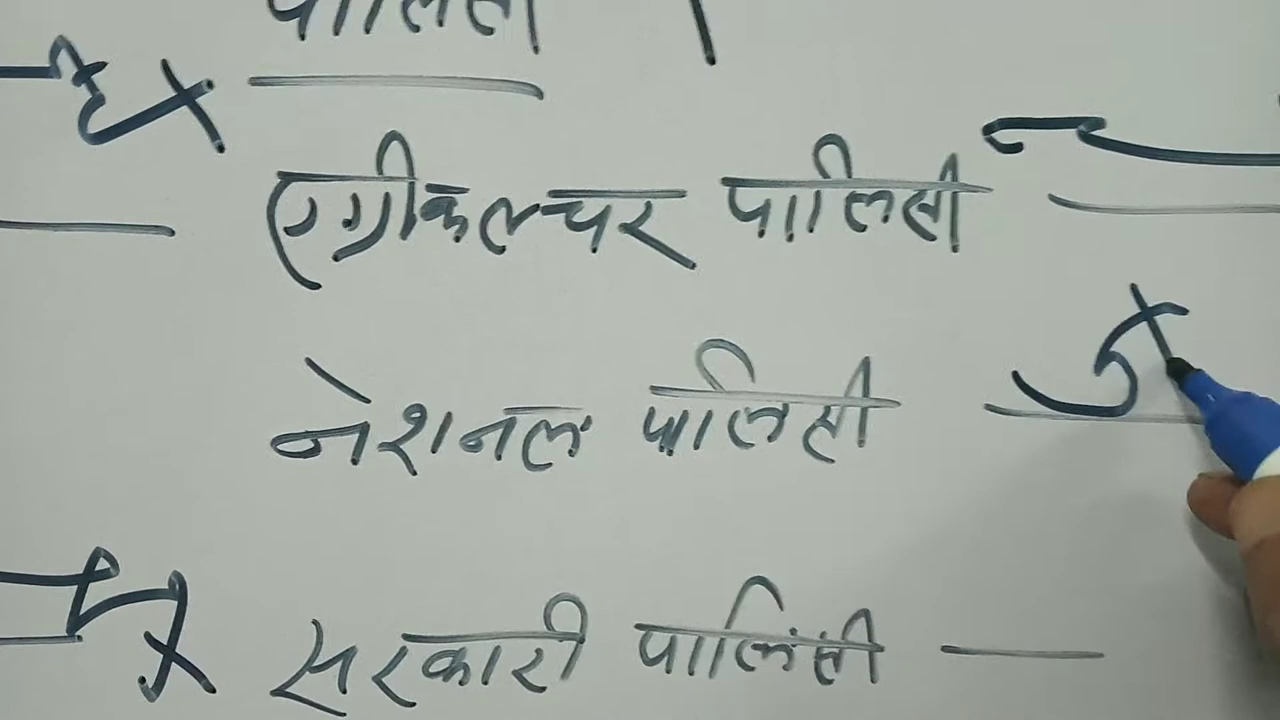 पालिसी
एग्रीकल्चर पालिसी
नेशनल पालिसी
सरकारी पालिसी